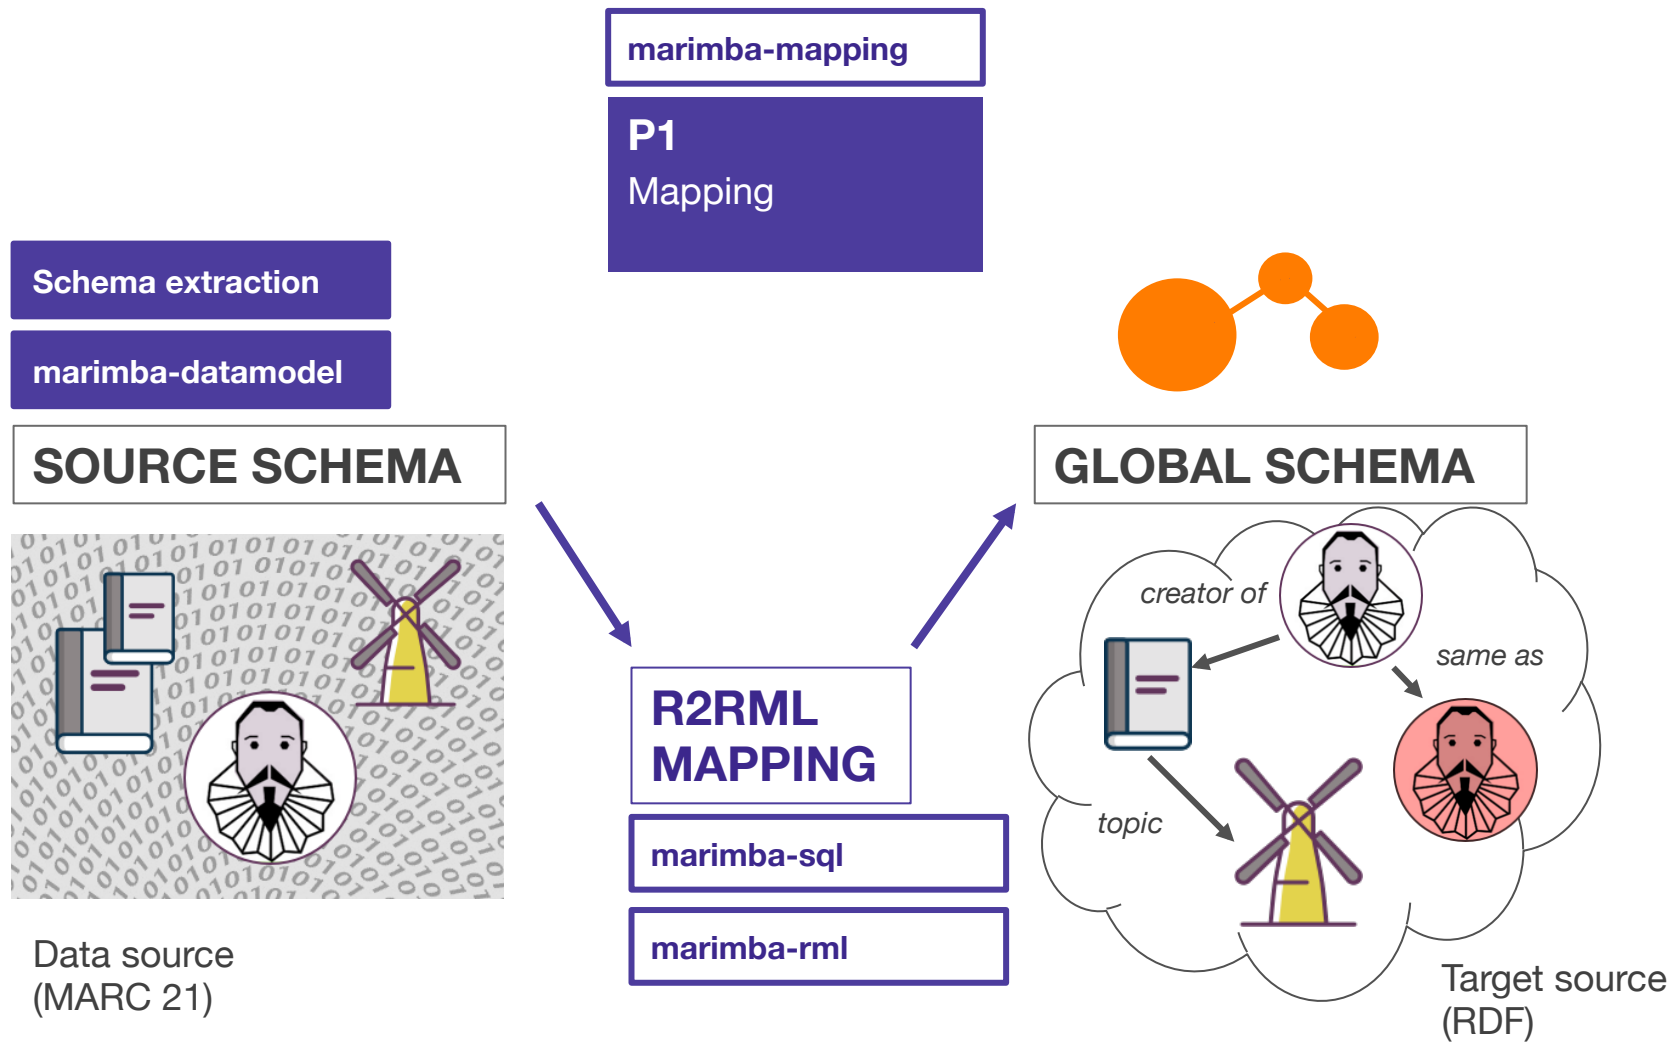 marimba-mapping
P1
Mapping
Schema extraction
marimba-datamodel
SOURCE SCHEMA
GLOBAL SCHEMA
creator of
same as
topic
R2RML
MAPPING
marimba-sql
marimba-rml
Data source
(MARC 21)
Target source
(RDF)